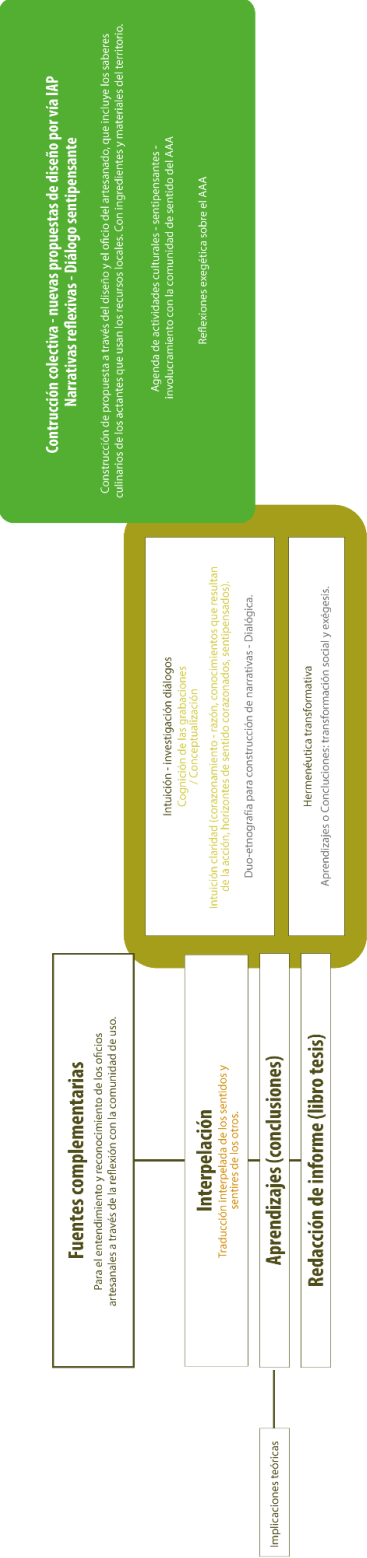 Fuentes complementarias
Para el entendimiento y reconocimiento de los oficios
artesanales a través de la reflexión con la comunidad de uso.
Interpelación
Traducción interpelada de los sentidos y
sentires de los otros.
Aprendizajes (conclusiones)
Redacción de informe (libro tesis)
Implicaciones teóricas
Intuición - investigación diálogos
Cognición de las grabaciones
/ Conceptualización
Intuición claridad (corazonamiento - razón, conocimientos que resultan
de la acción, horizontes de sentido corazonados, sentipensados).
Duo-etnografía para construcción de narrativas - Dialógica.
Hermenéutica transformativa
Aprendizajes o Concluciones: transformación social y exégesis.
Contrucción colectiva - nuevas propuestas de diseño por vía IAP
Narrativas reflexivas - Diálogo sentipensante
Construcción de propuesta a través del diseño y el oficio del artesanado, que incluye los saberes
culinarios de los actantes que usan los recursos locales. Con ingredientes y materiales del territorio.
Agenda de actividades culturales - sentipensantes -
involucramiento con la comunidad de sentido del AAA
Reflexiones exegética sobre el AAA